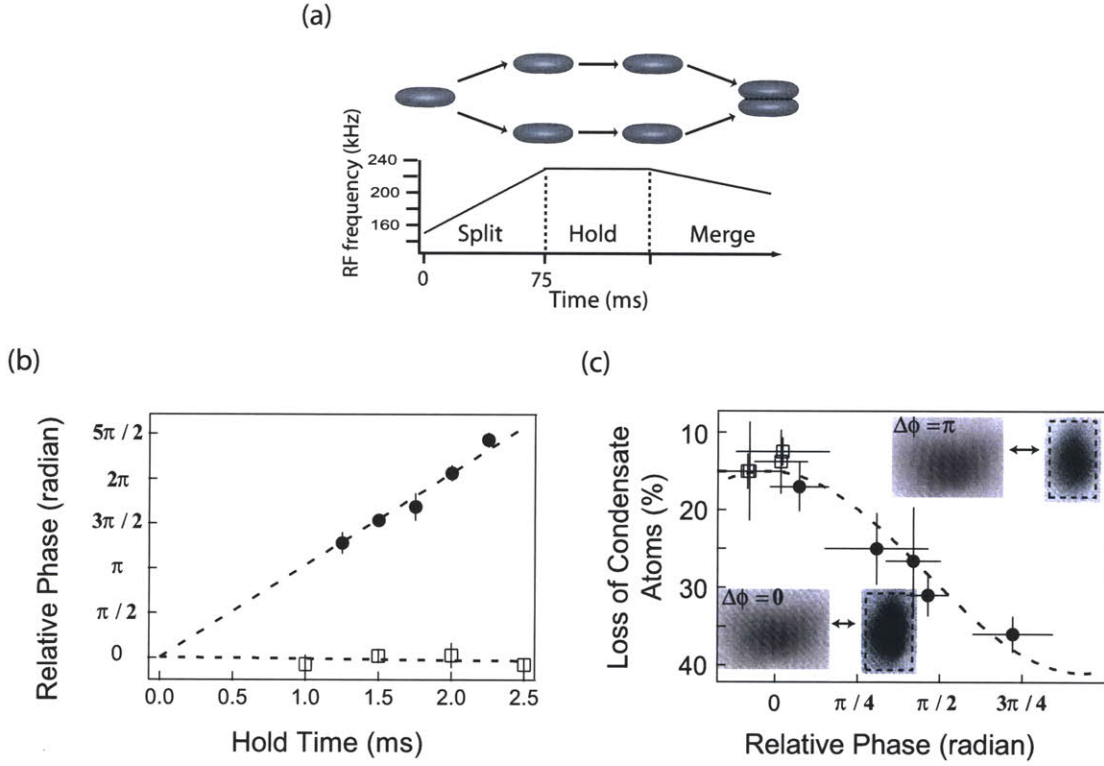 (a)
RF frequency (kHz)
240
200
160
Split Hold Merge
0 75
Time (ms)
(b)
Relative Phase (radian)
5π / 2
2π
3π / 2
π
π / 2
0
0.0 0.5 1.0 1.5 2.0 2.5
Hold Time (ms)
(c)
Loss of Condensate
Atoms (%)
10
20
30
40
Δϕ = π
Δϕ = 0
0 π / 4 π / 2 3π / 4
Relative Phase (radian)